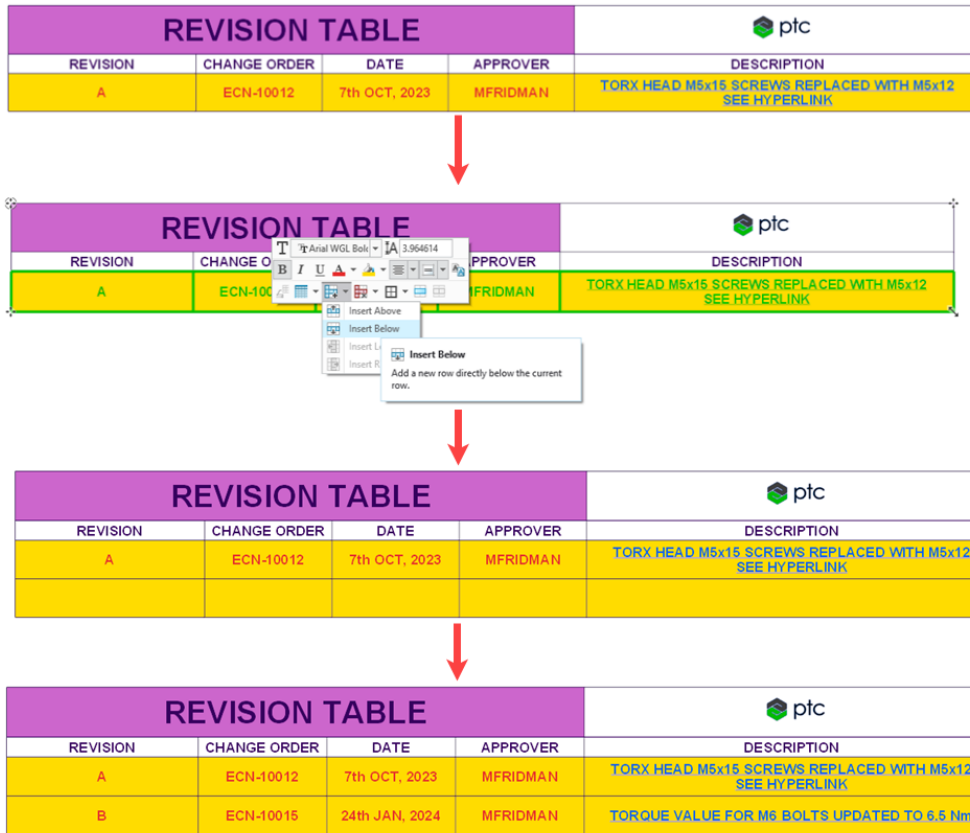 REVISION TABLE
ptc
REVISION CHANGE ORDER DATE APPROVER DESCRIPTION
A ECN-10012 7th OCT, 2023 MFRIDMAN TORX HEAD M5x15 SCREWS REPLACED WITH M5x12
SEE HYPERLINK
REVISION TABLE
ptc
T Arial WGL Bol A 3.964614
B I U A
REVISION CHANGE O PPROVER DESCRIPTION
A ECN-100 MFRIDMAN TORX HEAD M5x15 SCREWS REPLACED WITH M5x12
SEE HYPERLINK
Insert Above
Insert Below
Insert L
Insert R
Insert Below
Add a new row directly below the current
row.
REVISION TABLE
ptc
REVISION CHANGE ORDER DATE APPROVER DESCRIPTION
A ECN-10012 7th OCT, 2023 MFRIDMAN TORX HEAD M5x15 SCREWS REPLACED WITH M5x12
SEE HYPERLINK
REVISION TABLE
ptc
REVISION CHANGE ORDER DATE APPROVER DESCRIPTION
A ECN-10012 7th OCT, 2023 MFRIDMAN TORX HEAD M5x15 SCREWS REPLACED WITH M5x12
SEE HYPERLINK
B ECN-10015 24th JAN, 2024 MFRIDMAN TORQUE VALUE FOR M6 BOLTS UPDATED TO 6.5 Nm